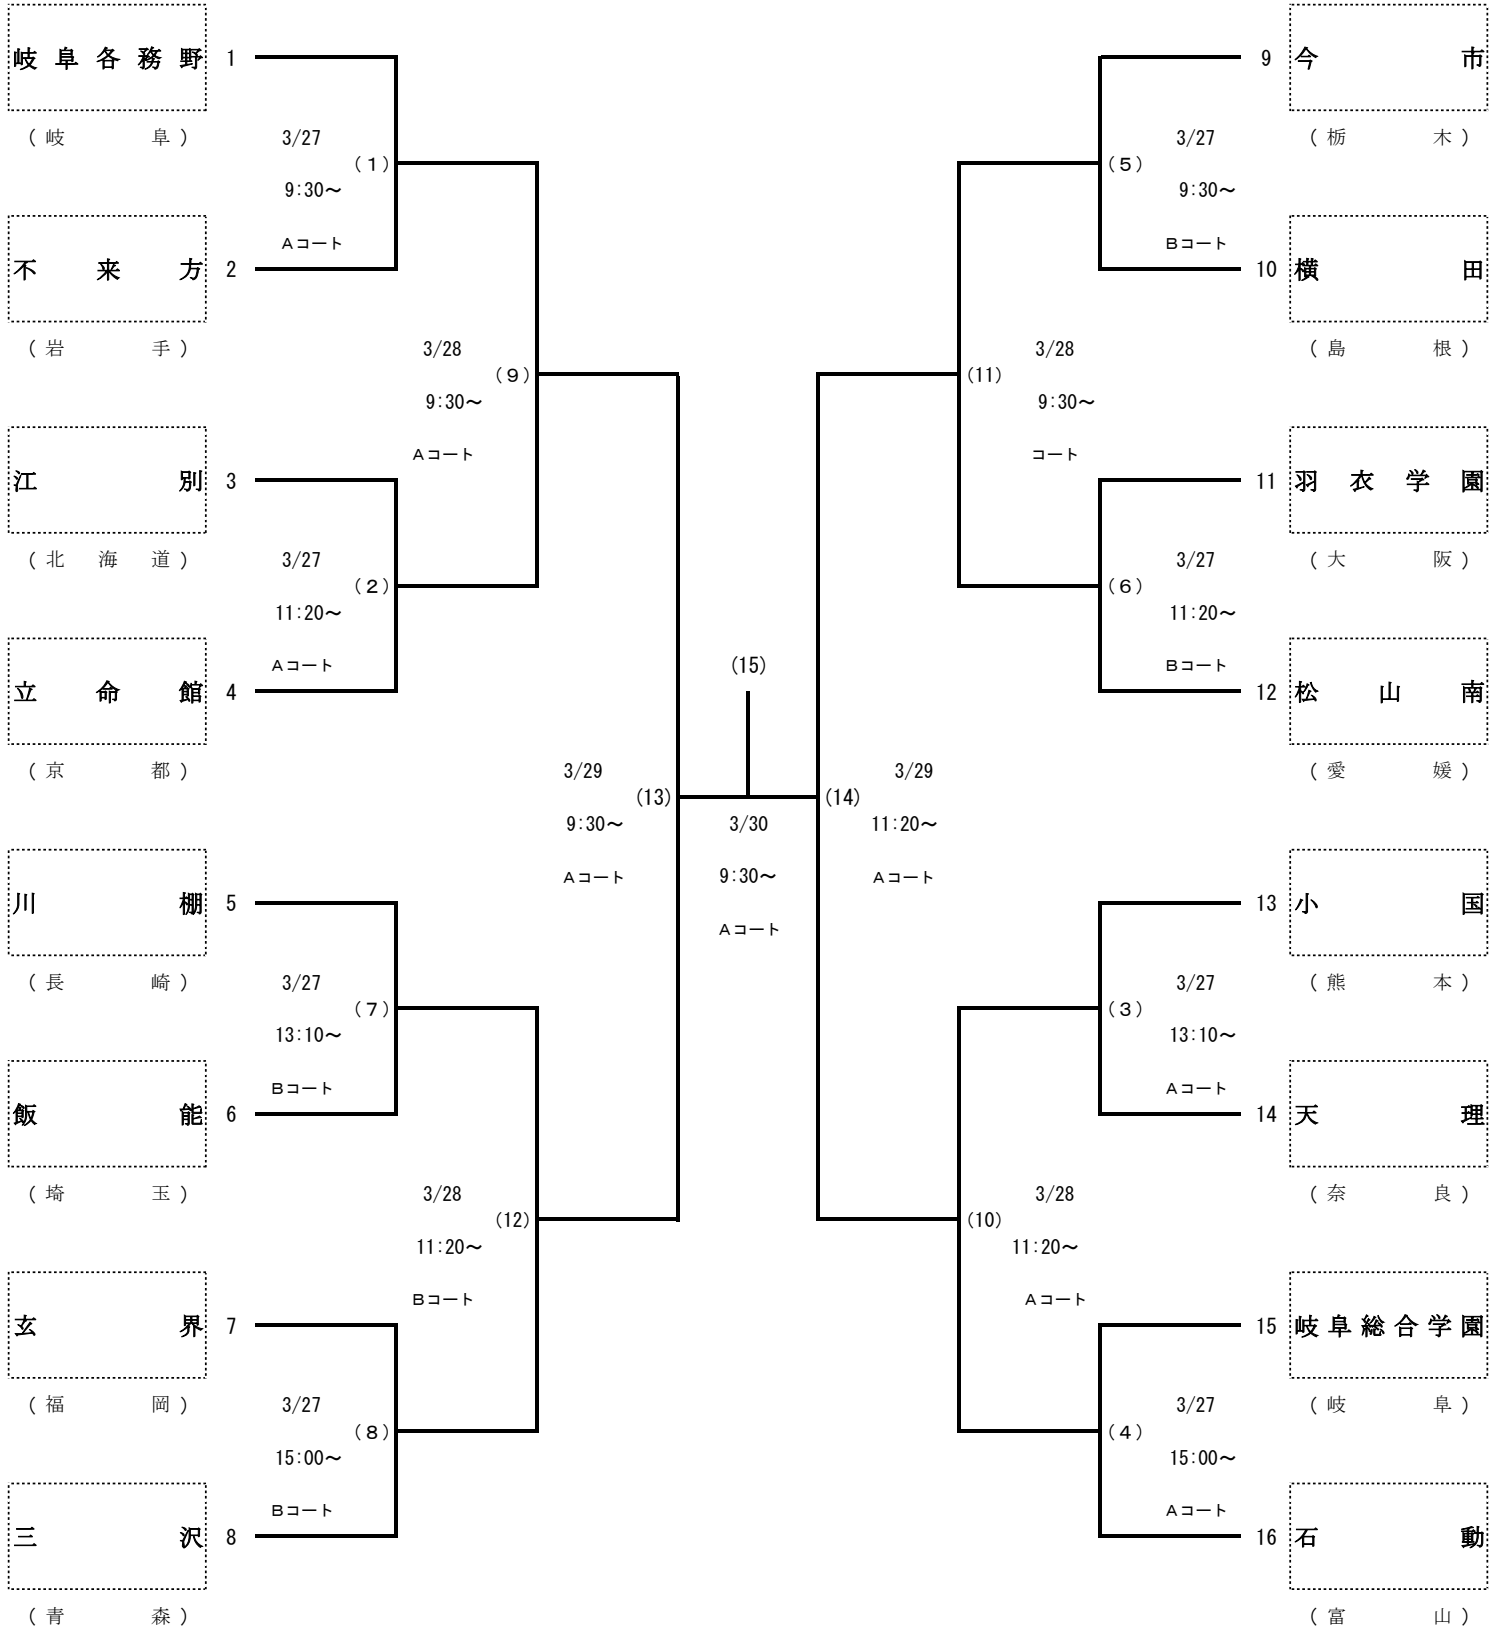 岐阜各務野 1
(岐阜)
3/27
(1)
9:30～
Aコート
不来方 2
(岩手)
3/28
(9)
9:30～
Aコート
江別 3
(北海道)
3/27
(2)
11:20～
Aコート
立命館 4
(京都)
3/29
(13)
9:30～
Aコート
川棚 5
(長崎)
3/27
(7)
13:10～
Bコート
飯能 6
(埼玉)
3/28
(12)
11:20～
Bコート
玄界 7
(福岡)
3/27
(8)
15:00～
Bコート
三沢 8
(青森)
(15)
3/30
9:30～
Aコート
9 今市
(栃木)
3/27
(5)
9:30～
Bコート
10 横田
(島根)
3/28
(11)
9:30～
コート
11 羽衣学園
(大阪)
3/27
(6)
11:20～
Bコート
12 松山南
(愛媛)
3/29
(14)
11:20～
Aコート
13 小国
(熊本)
3/27
(3)
13:10～
Aコート
14 天理
(奈良)
3/28
(10)
11:20～
Aコート
15 岐阜総合学園
(岐阜)
3/27
(4)
15:00～
Aコート
16 石動
(富山)